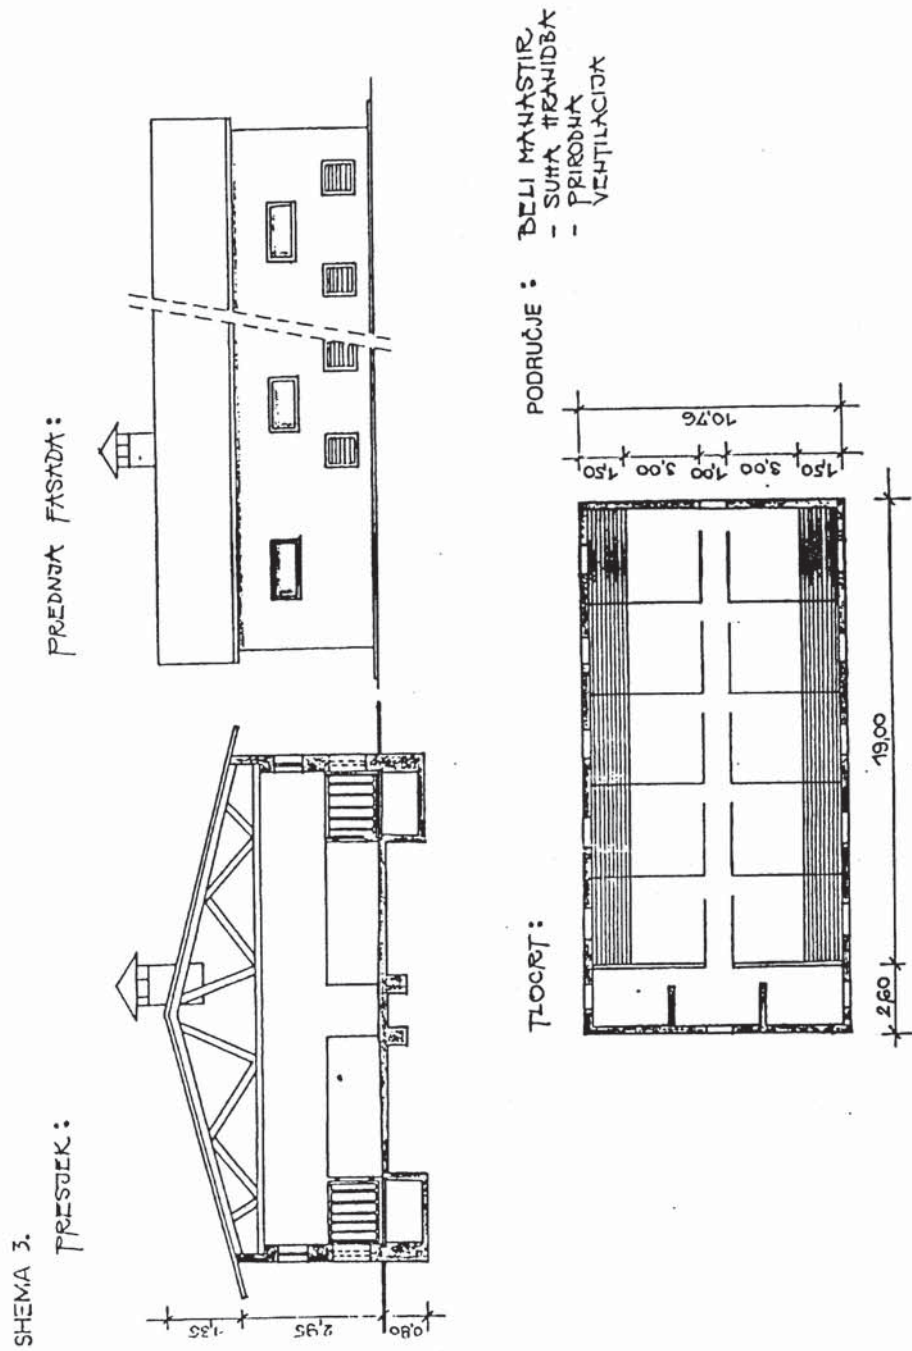 SHEMA 3.
PRESJEK:
1,35
2,95
0,80
PREDNJA FASADA:
TLOCRT:
1,50
3,00
1,00
3,00
1,50
10,76
2,60
19,00
PODRUČJE: BELI MANASTIR
- SUHA HRANIDBA
- PRIRODNA
VENTILACIJA